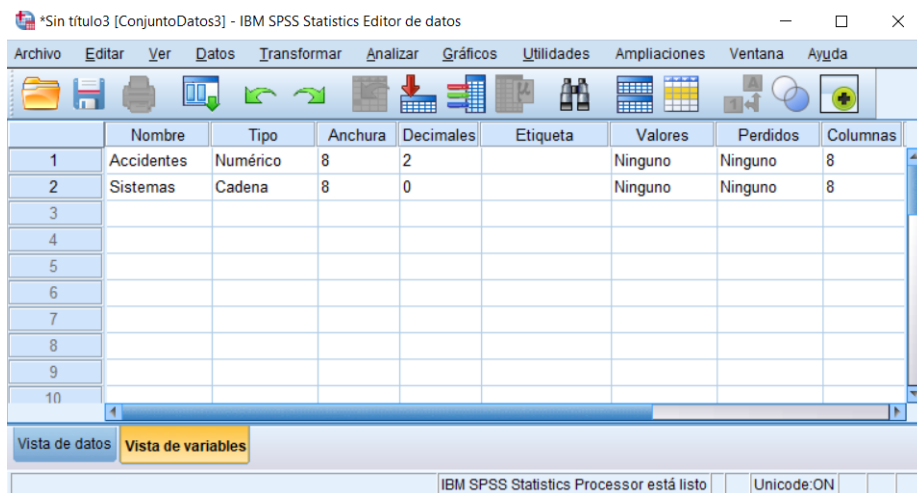 *Sin título3 [ConjuntoDatos3] - IBM SPSS Statistics Editor de datos
Archivo Editar Ver Datos Transformar Analizar Gráficos Utilidades Ampliaciones Ventana Ayuda
Nombre Tipo Anchura Decimales Etiqueta Valores Perdidos Columnas
1 Accidentes Numérico 8 2 Ninguno Ninguno 8
2 Sistemas Cadena 8 0 Ninguno Ninguno 8
3
4
5
6
7
8
9
10
Vista de datos Vista de variables
IBM SPSS Statistics Processor está listo Unicode:ON